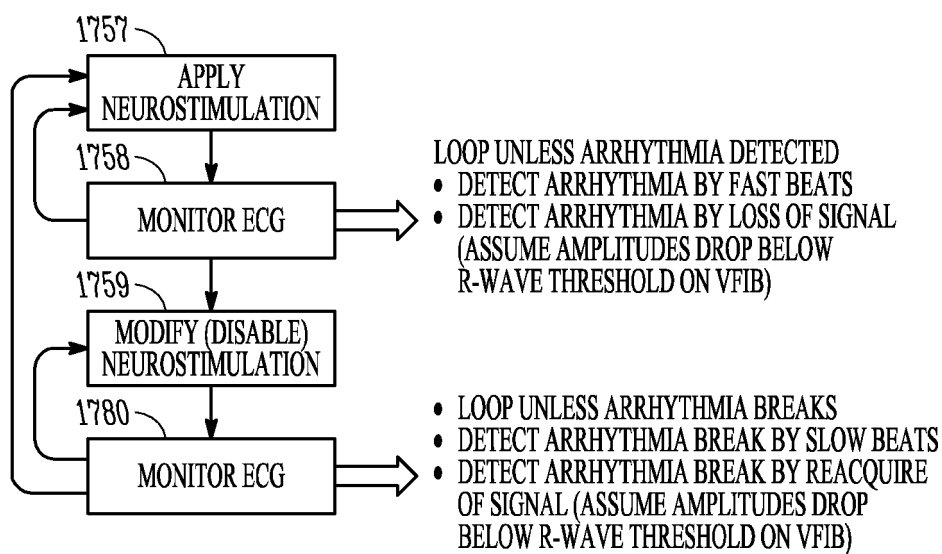 1757
APPLY
NEUROSTIMULATION
1758
MONITOR ECG
LOOP UNLESS ARRHYTHMIA DETECTED
• DETECT ARRHYTHMIA BY FAST BEATS
• DETECT ARRHYTHMIA BY LOSS OF SIGNAL
(ASSUME AMPLITUDES DROP BELOW
R-WAVE THRESHOLD ON VFIB)
1759
MODIFY (DISABLE)
NEUROSTIMULATION
1780
MONITOR ECG
• LOOP UNLESS ARRHYTHMIA BREAKS
• DETECT ARRHYTHMIA BREAK BY SLOW BEATS
• DETECT ARRHYTHMIA BREAK BY REACQUIRE
OF SIGNAL (ASSUME AMPLITUDES DROP
BELOW R-WAVE THRESHOLD ON VFIB)